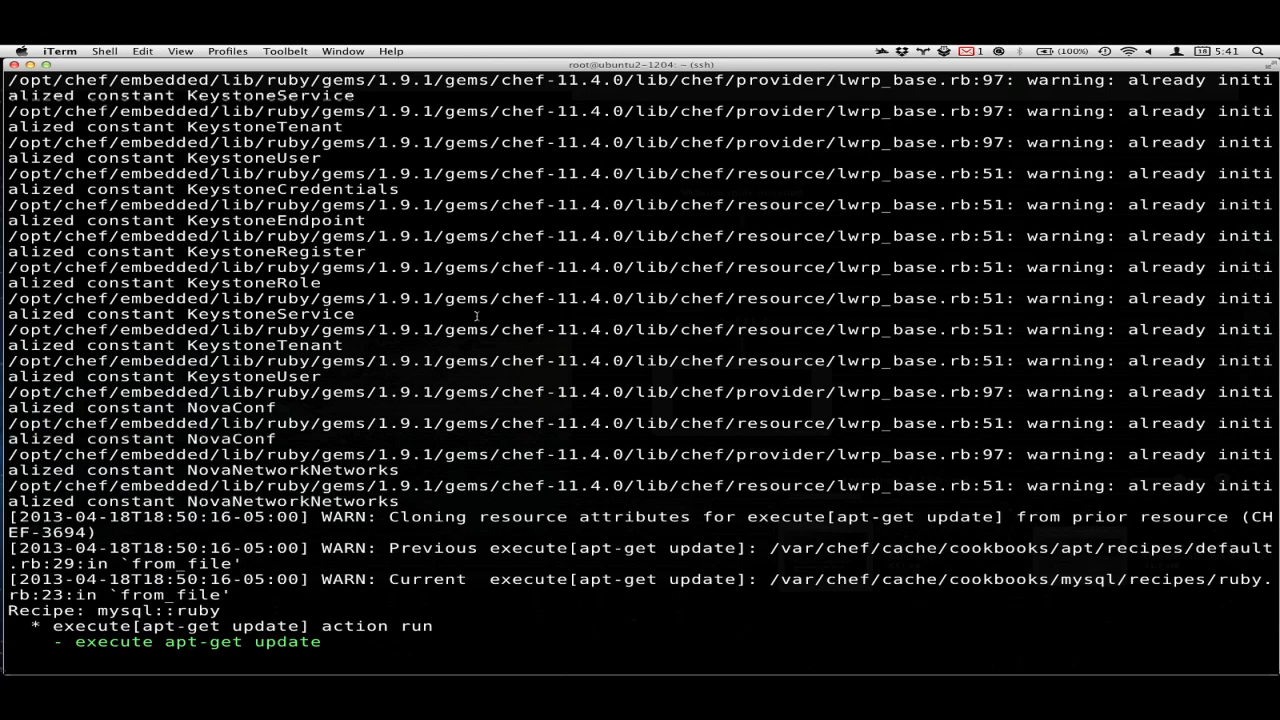 iTerm Shell Edit View Profiles Toolbelt Window Help 1 (100%) 18 5:41
root@ubuntu2-1204: ~ (ssh)
/opt/chef/embedded/lib/ruby/gems/1.9.1/gems/chef-11.4.0/lib/chef/provider/lwrp_base.rb:97: warning: already initi
alized constant KeystoneService
/opt/chef/embedded/lib/ruby/gems/1.9.1/gems/chef-11.4.0/lib/chef/provider/lwrp_base.rb:97: warning: already initi
alized constant KeystoneTenant
/opt/chef/embedded/lib/ruby/gems/1.9.1/gems/chef-11.4.0/lib/chef/provider/lwrp_base.rb:97: warning: already initi
alized constant KeystoneUser
/opt/chef/embedded/lib/ruby/gems/1.9.1/gems/chef-11.4.0/lib/chef/resource/lwrp_base.rb:51: warning: already initi
alized constant KeystoneCredentials
/opt/chef/embedded/lib/ruby/gems/1.9.1/gems/chef-11.4.0/lib/chef/resource/lwrp_base.rb:51: warning: already initi
alized constant KeystoneEndpoint
/opt/chef/embedded/lib/ruby/gems/1.9.1/gems/chef-11.4.0/lib/chef/resource/lwrp_base.rb:51: warning: already initi
alized constant KeystoneRegister
/opt/chef/embedded/lib/ruby/gems/1.9.1/gems/chef-11.4.0/lib/chef/resource/lwrp_base.rb:51: warning: already initi
alized constant KeystoneRole
/opt/chef/embedded/lib/ruby/gems/1.9.1/gems/chef-11.4.0/lib/chef/resource/lwrp_base.rb:51: warning: already initi
alized constant KeystoneService
/opt/chef/embedded/lib/ruby/gems/1.9.1/gems/chef-11.4.0/lib/chef/resource/lwrp_base.rb:51: warning: already initi
alized constant KeystoneTenant
/opt/chef/embedded/lib/ruby/gems/1.9.1/gems/chef-11.4.0/lib/chef/resource/lwrp_base.rb:51: warning: already initi
alized constant KeystoneUser
/opt/chef/embedded/lib/ruby/gems/1.9.1/gems/chef-11.4.0/lib/chef/provider/lwrp_base.rb:97: warning: already initi
alized constant NovaConf
/opt/chef/embedded/lib/ruby/gems/1.9.1/gems/chef-11.4.0/lib/chef/resource/lwrp_base.rb:51: warning: already initi
alized constant NovaConf
/opt/chef/embedded/lib/ruby/gems/1.9.1/gems/chef-11.4.0/lib/chef/provider/lwrp_base.rb:97: warning: already initi
alized constant NovaNetworkNetworks
/opt/chef/embedded/lib/ruby/gems/1.9.1/gems/chef-11.4.0/lib/chef/resource/lwrp_base.rb:51: warning: already initi
alized constant NovaNetworkNetworks
[2013-04-18T18:50:16-05:00] WARN: Cloning resource attributes for execute[apt-get update] from prior resource (CH
EF-3694)
[2013-04-18T18:50:16-05:00] WARN: Previous execute[apt-get update]: /var/chef/cache/cookbooks/apt/recipes/default
.rb:29:in `from_file'
[2013-04-18T18:50:16-05:00] WARN: Current  execute[apt-get update]: /var/chef/cache/cookbooks/mysql/recipes/ruby.
rb:23:in `from_file'
Recipe: mysql::ruby
  * execute[apt-get update] action run
    - execute apt-get update